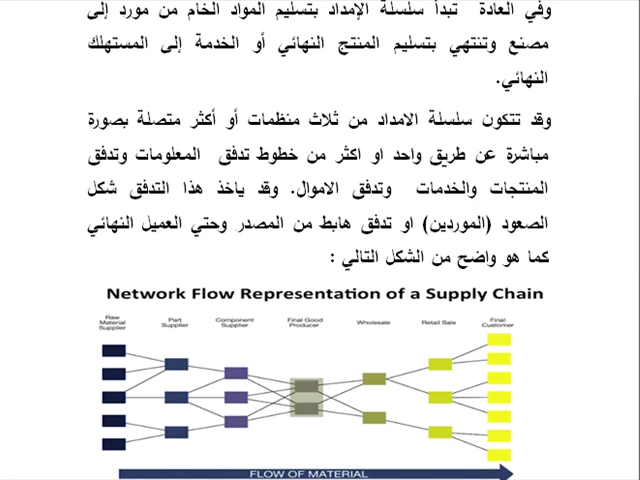 وفي العادة تبدأ سلسلة الإمداد بتسليم المواد الخام من مورد إلى
مصنع وتنتهي بتسليم المنتج النهائي أو الخدمة إلى المستهلك
النهائي.
وقد تتكون سلسلة الامداد من ثلاث منظمات أو أكثر متصلة بصورة
مباشرة عن طريق واحد او اكثر من خطوط تدفق المعلومات وتدفق
المنتجات والخدمات وتدفق الاموال. وقد ياخذ هذا التدفق شكل
الصعود (الموردين) او تدفق هابط من المصدر وحتي العميل النهائي
كما هو واضح من الشكل التالي :
Network Flow Representation of a Supply Chain
Raw Material Supplier
Part Supplier
Component Supplier
Final Good Producer
Wholesale
Retail Sale
Final Customer
FLOW OF MATERIAL